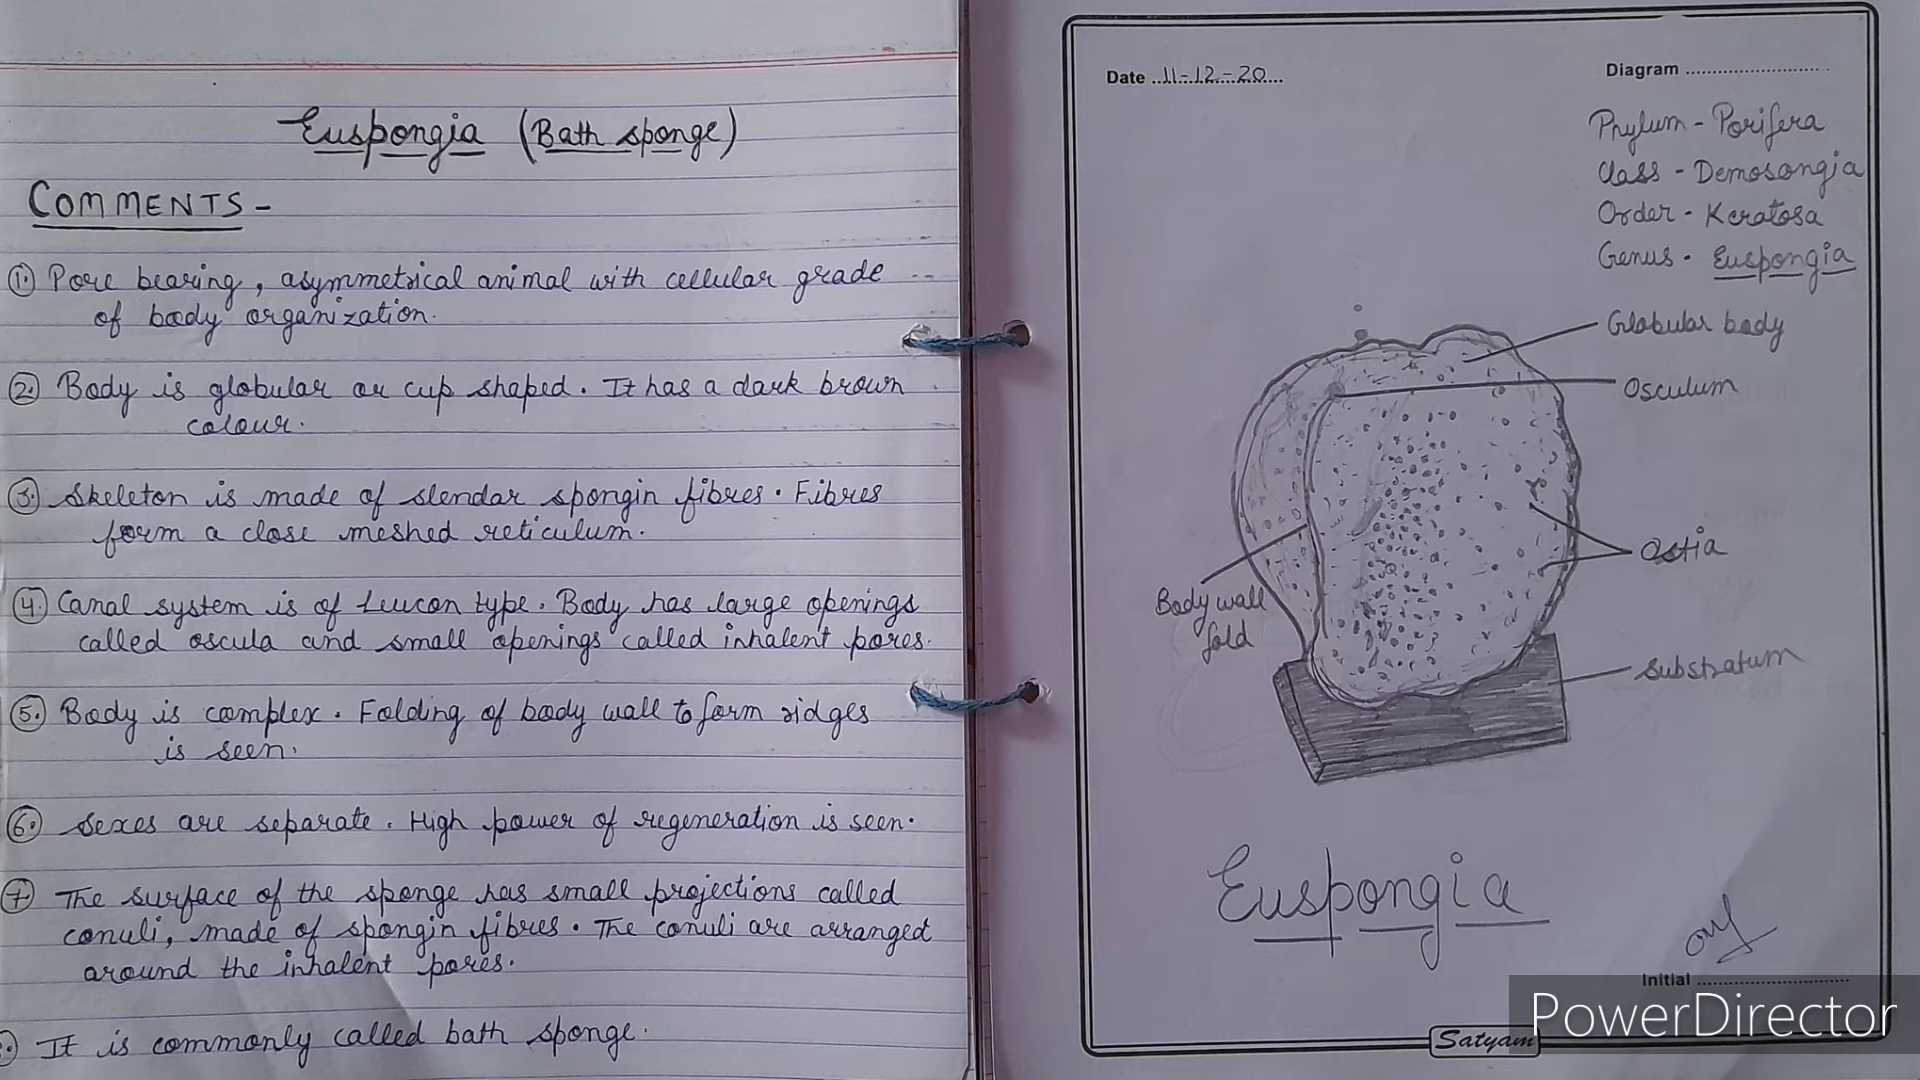 Euspongia (Bath sponge)
COMMENTS -
1. Pore bearing, asymmetrical animal with cellular grade
of body organization.
2. Body is globular or cup shaped. It has a dark brown
colour.
3. Skeleton is made of slendar spongin fibres. Fibres
form a close meshed reticulum.
4. Canal system is of Leucon type. Body has large openings
called oscula and small openings called inhalent pores.
5. Body is complex. Folding of body wall to form ridges
is seen.
6. Sexes are separate. High power of regeneration is seen.
7. The surface of the sponge has small projections called
conuli, made of spongin fibres. The conuli are arranged
around the inhalent pores.
It is commonly called bath sponge.
Date 11-12-20
Diagram
Phylum - Porifera
Class - Demosongia
Order - Keratosa
Genus - Euspongia
Globular body
Osculum
Ostia
Body wall
fold
Substratum
Euspongia
Initial
Satyam
PowerDirector